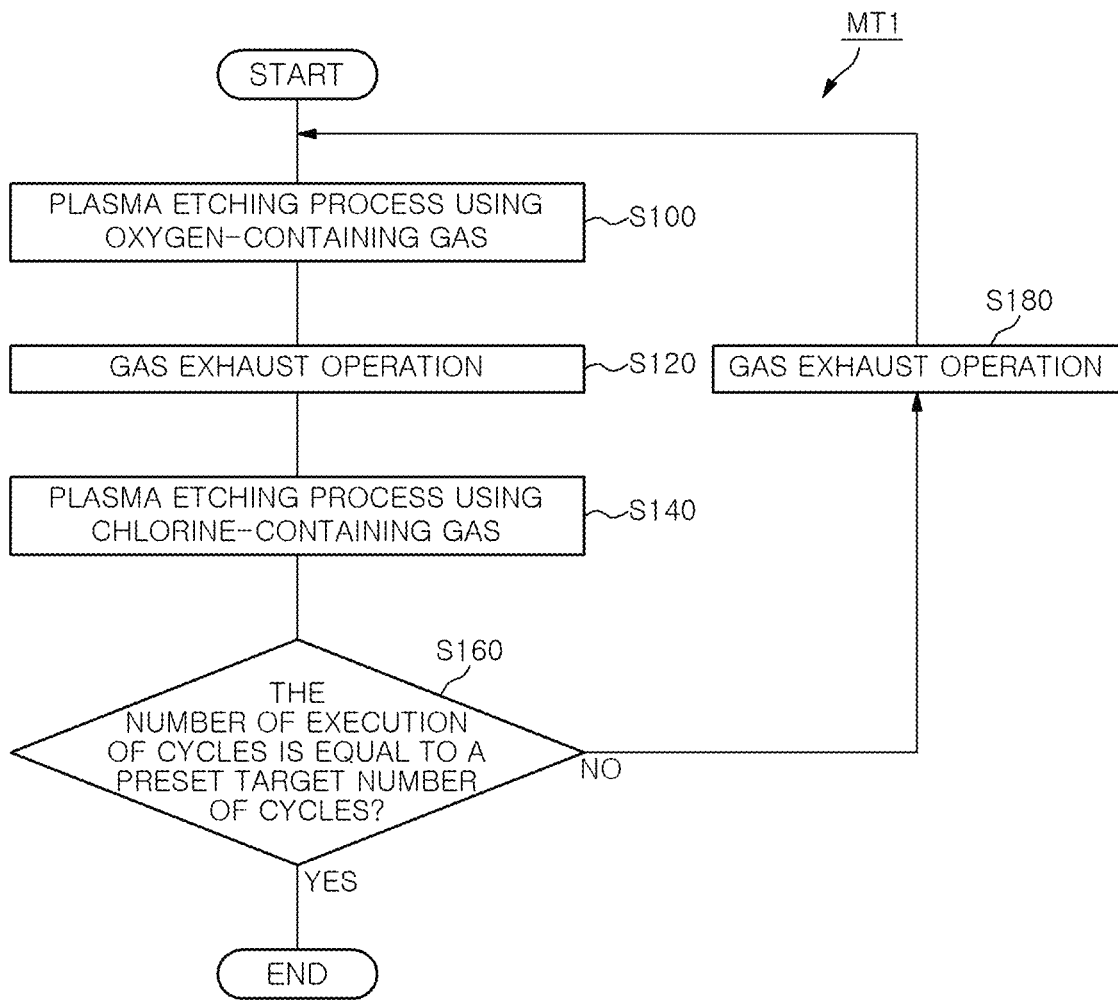 MT1
START
PLASMA ETCHING PROCESS USING
OXYGEN-CONTAINING GAS
S100
S180
GAS EXHAUST OPERATION
S120
GAS EXHAUST OPERATION
PLASMA ETCHING PROCESS USING
CHLORINE-CONTAINING GAS
S140
S160
THE
NUMBER OF EXECUTION
OF CYCLES IS EQUAL TO A
PRESET TARGET NUMBER
OF CYCLES?
NO
YES
END